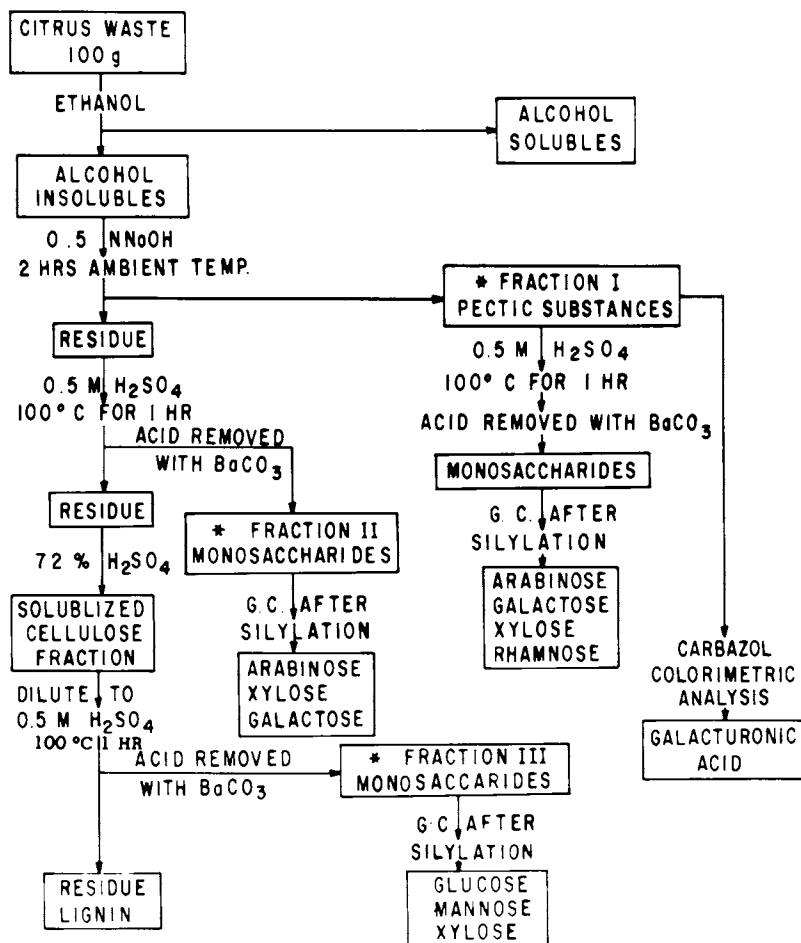 CITRUS WASTE
100 g
ETHANOL
ALCOHOL
SOLUBLES
ALCOHOL
INSOLUBLES
0.5 NNaOH
2 HRS AMBIENT TEMP.
* FRACTION I
PECTIC SUBSTANCES
RESIDUE
0.5 M H₂SO₄
100° C FOR 1 HR
0.5 M H₂SO₄
100° C FOR 1 HR
ACID REMOVED WITH BaCO₃
ACID REMOVED
WITH BaCO₃
MONOSACCHARIDES
RESIDUE
* FRACTION II
MONOSACCHARIDES
G.C. AFTER
SILYLATION
72 % H₂SO₄
ARABINOSE
GALACTOSE
XYLOSE
RHAMNOSE
SOLUBLIZED
CELLULOSE
FRACTION
G.C. AFTER
SILYLATION
CARBAZOL
COLORIMETRIC
ANALYSIS
ARABINOSE
XYLOSE
GALACTOSE
DILUTE TO
0.5 M H₂SO₄
100 °C 1 HR
GALACTURONIC
ACID
ACID REMOVED
WITH BaCO₃
* FRACTION III
MONOSACCARIDES
G.C AFTER
SILYLATION
RESIDUE
LIGNIN
GLUCOSE
MANNOSE
XYLOSE